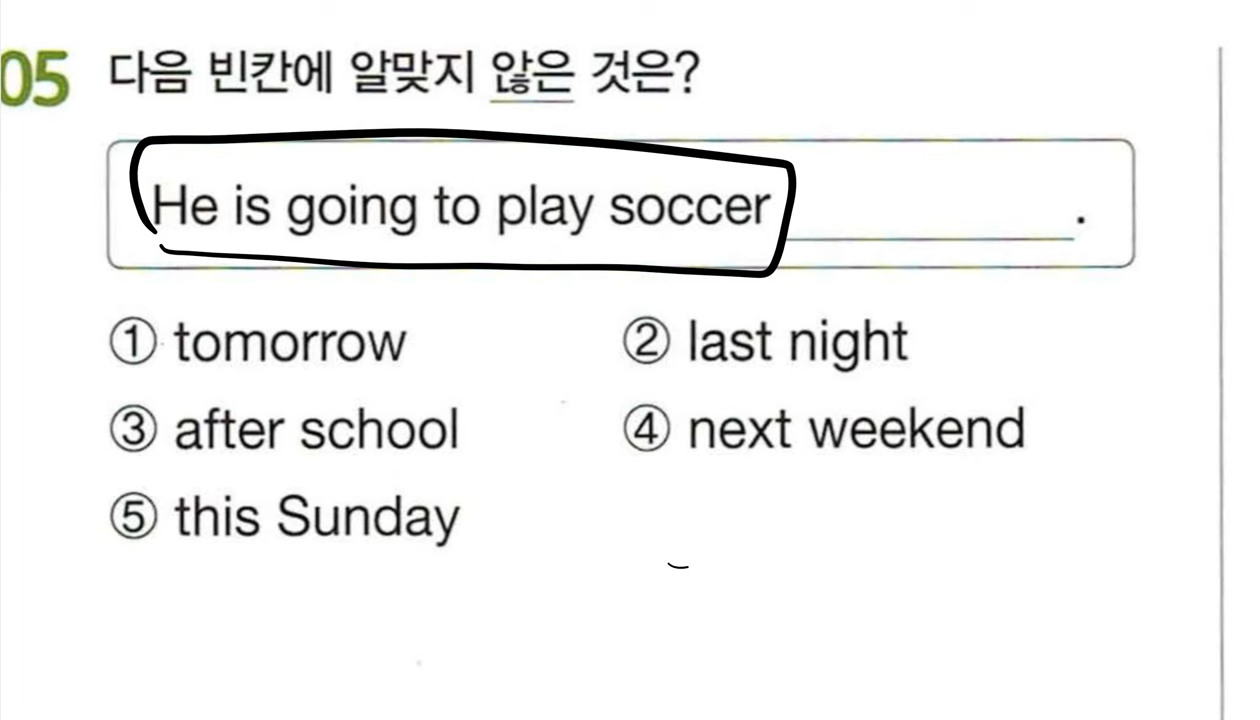 05 다음 빈칸에 알맞지 않은 것은?
He is going to play soccer ____________.
① tomorrow ② last night
③ after school ④ next weekend
⑤ this Sunday